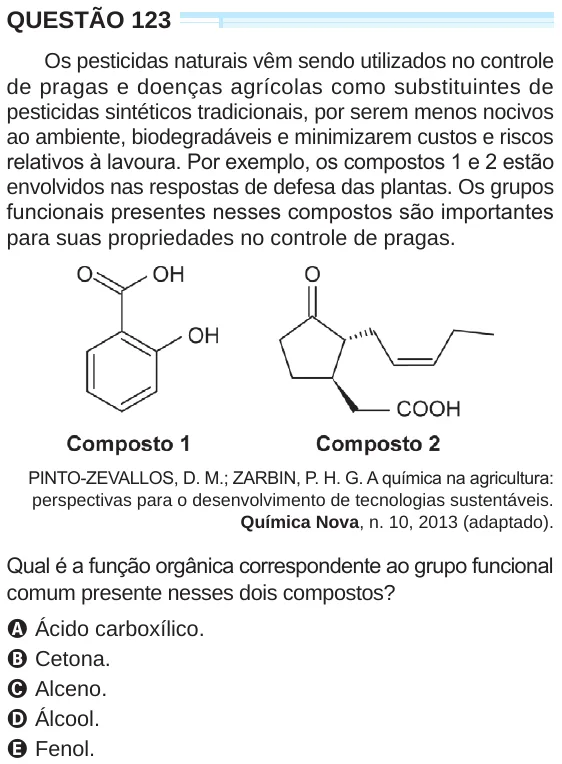 QUESTÃO 123
Os pesticidas naturais vêm sendo utilizados no controle
de pragas e doenças agrícolas como substituintes de
pesticidas sintéticos tradicionais, por serem menos nocivos
ao ambiente, biodegradáveis e minimizarem custos e riscos
relativos à lavoura. Por exemplo, os compostos 1 e 2 estão
envolvidos nas respostas de defesa das plantas. Os grupos
funcionais presentes nesses compostos são importantes
para suas propriedades no controle de pragas.
O OH
OH
O
COOH
Composto 1
Composto 2
PINTO-ZEVALLOS, D. M.; ZARBIN, P. H. G. A química na agricultura:
perspectivas para o desenvolvimento de tecnologias sustentáveis.
Química Nova, n. 10, 2013 (adaptado).
Qual é a função orgânica correspondente ao grupo funcional
comum presente nesses dois compostos?
A Ácido carboxílico.
B Cetona.
C Alceno.
D Álcool.
E Fenol.